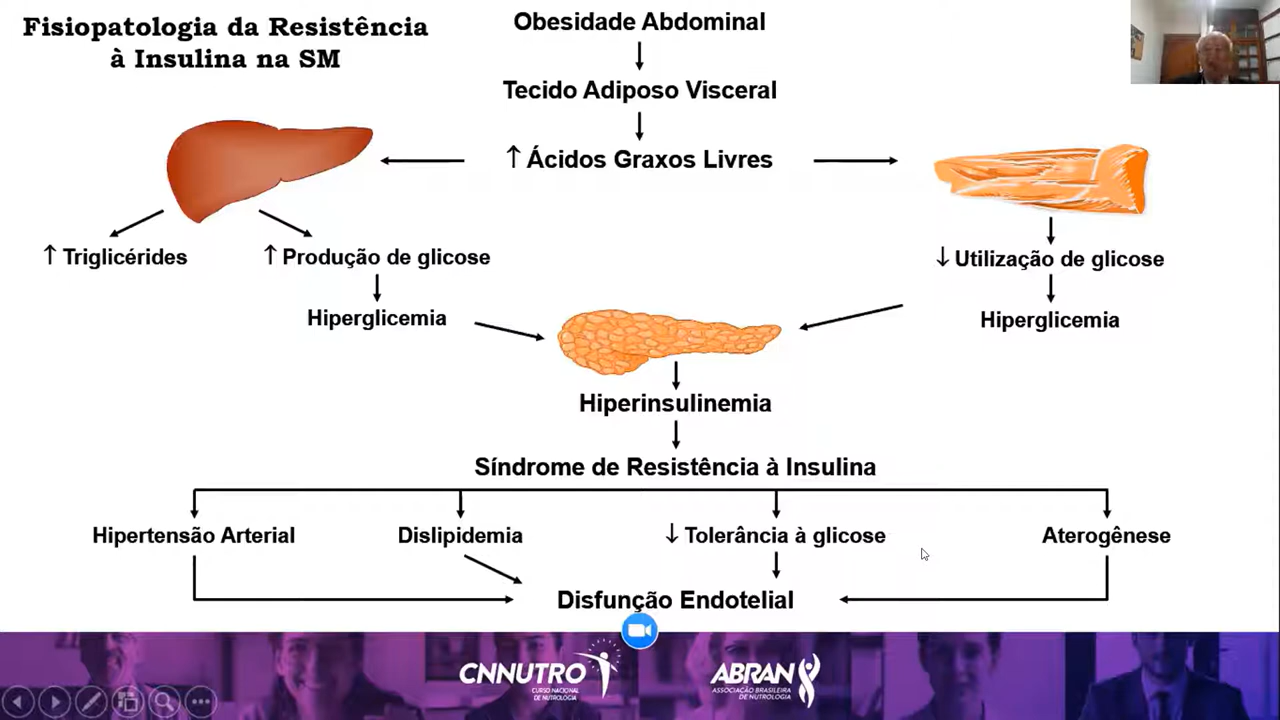 Fisiopatologia da Resistência
à Insulina na SM
Obesidade Abdominal
Tecido Adiposo Visceral
↑ Ácidos Graxos Livres
↑ Triglicérides
↑ Produção de glicose
↓ Utilização de glicose
Hiperglicemia
Hiperglicemia
Hiperinsulinemia
Síndrome de Resistência à Insulina
Hipertensão Arterial
Dislipidemia
↓ Tolerância à glicose
Aterogênese
Disfunção Endotelial
CNNUTRO
CURSO NACIONAL
DE NUTROLOGIA
ABRAN
ASSOCIAÇÃO BRASILEIRA
DE NUTROLOGIA